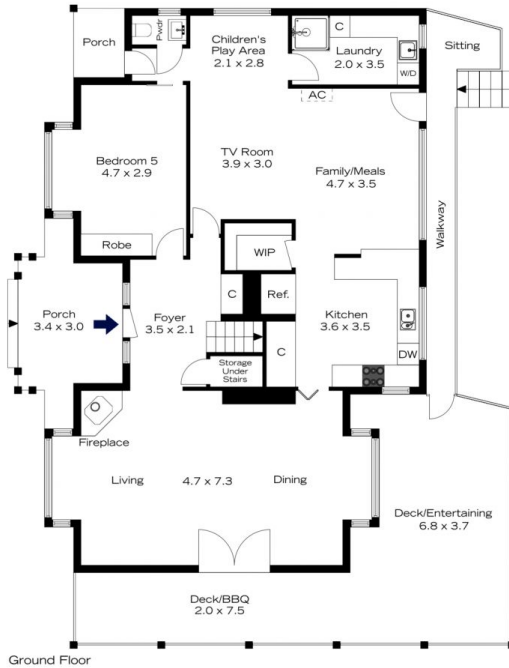 Porch
Pwdr
Children's
Play Area
2.1 x 2.8
C
Laundry
2.0 x 3.5
W/D
Sitting
AC
Bedroom 5
4.7 x 2.9
TV Room
3.9 x 3.0
Family/Meals
4.7 x 3.5
Walkway
Robe
WIP
Porch
3.4 x 3.0
Foyer
3.5 x 2.1
C
Ref.
Kitchen
3.6 x 3.5
Storage
Under
Stairs
C
DW
Fireplace
Living
4.7 x 7.3
Dining
Deck/Entertaining
6.8 x 3.7
Deck/BBQ
2.0 x 7.5
Ground Floor